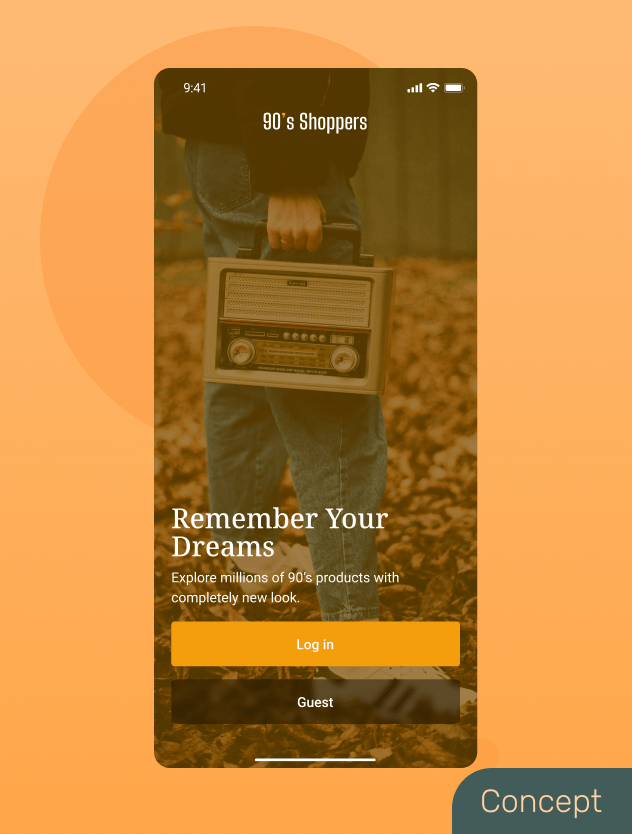 9:41
90's Shoppers
Remember Your
Dreams
Explore millions of 90's products with
completely new look.
Log in
Guest
Concept